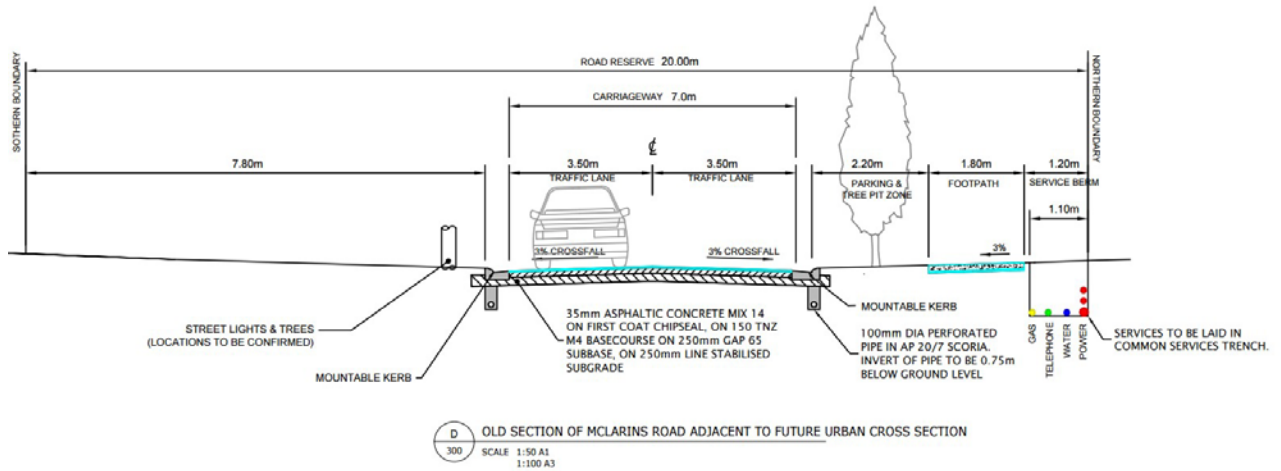 ROAD RESERVE 20.00m
SOTHERN BOUNDARY
NORTHERN BOUNDARY
CARRIAGEWAY 7.0m
7.80m
3.50m
TRAFFIC LANE
3.50m
TRAFFIC LANE
2.20m
PARKING &
TREE PIT ZONE
1.80m
FOOTPATH
1.20m
SERVICE BERM
1.10m
3% CROSSFALL
3% CROSSFALL
3%
STREET LIGHTS & TREES
(LOCATIONS TO BE CONFIRMED)
MOUNTABLE KERB
35mm ASPHALTIC CONCRETE MIX 14
ON FIRST COAT CHIPSEAL, ON 150 TNZ
M4 BASECOURSE ON 250mm GAP 65
SUBBASE, ON 250mm LINE STABILISED
SUBGRADE
MOUNTABLE KERB
100mm DIA PERFORATED
PIPE IN AP 20/7 SCORIA.
INVERT OF PIPE TO BE 0.75m
BELOW GROUND LEVEL
GAS
TELEPHONE
WATER
POWER
SERVICES TO BE LAID IN
COMMON SERVICES TRENCH.
D
300
OLD SECTION OF MCLARINS ROAD ADJACENT TO FUTURE URBAN CROSS SECTION
SCALE 1:50 A1
1:100 A3